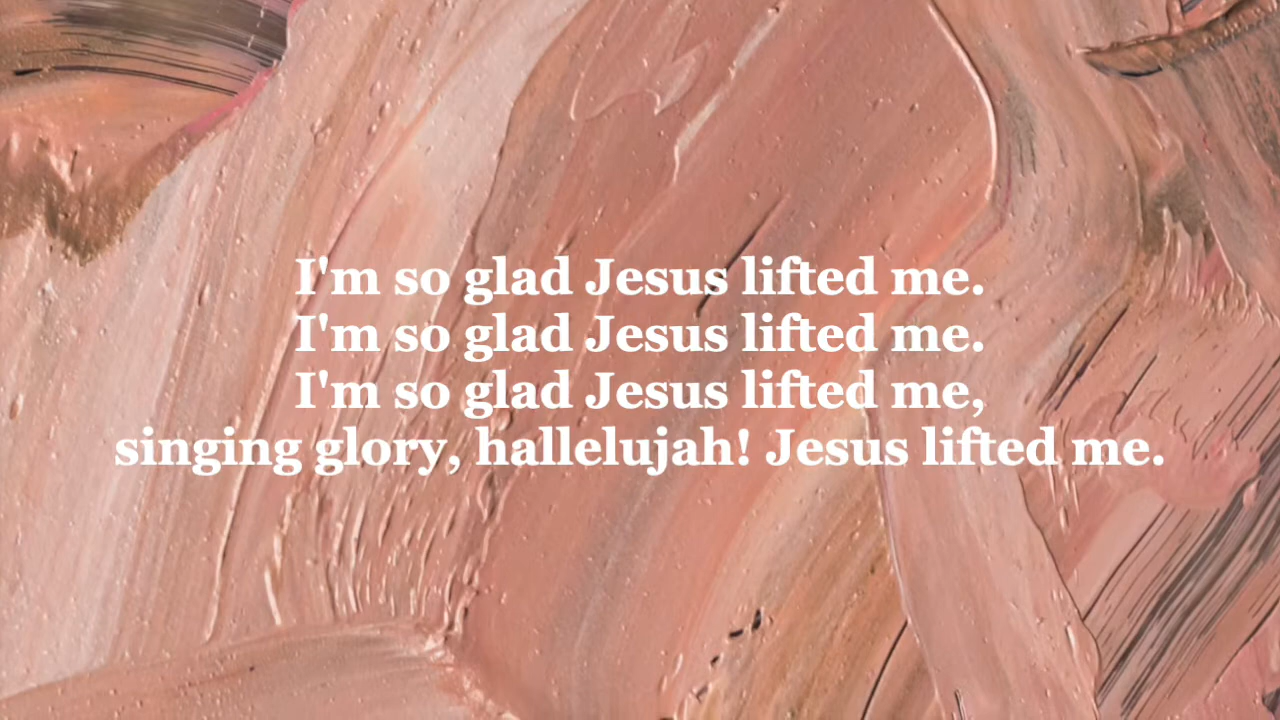 I'm so glad Jesus lifted me.
I'm so glad Jesus lifted me.
I'm so glad Jesus lifted me,
singing glory, hallelujah! Jesus lifted me.